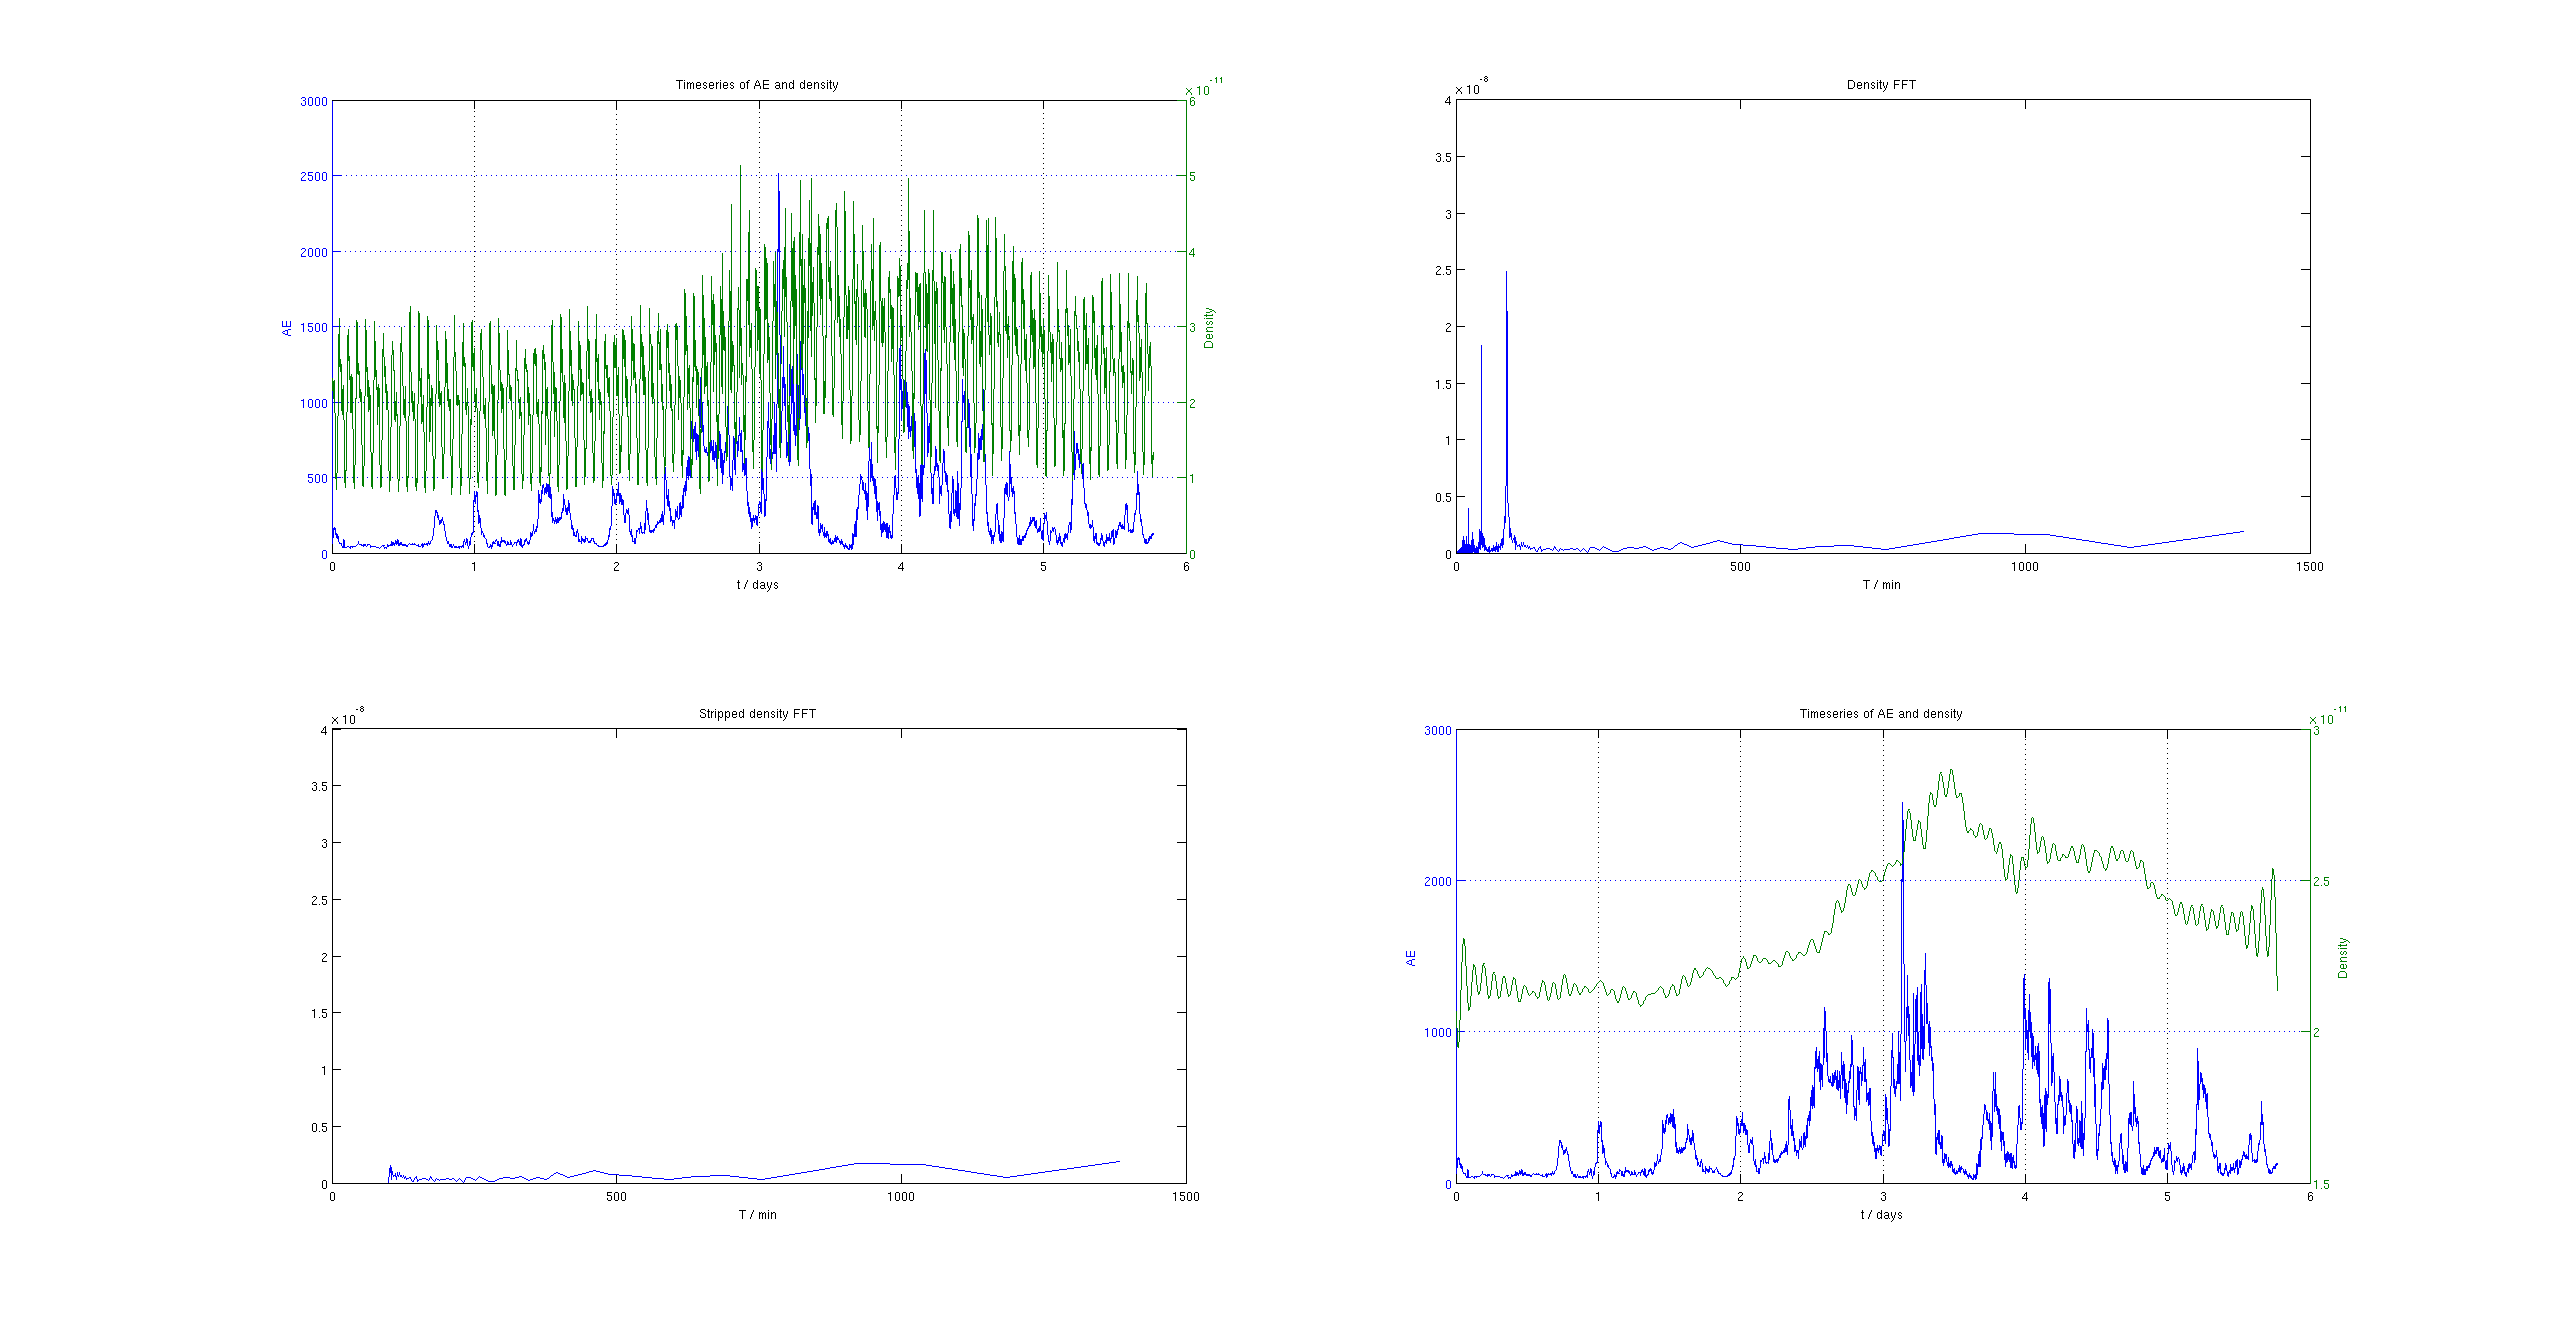 Timeseries of AE and density
×10^-11
3000
2500
2000
1500
1000
500
0
AE
6
5
4
3
2
1
0
Density
0 1 2 3 4 5 6
t / days
Density FFT
×10^-8
4
3.5
3
2.5
2
1.5
1
0.5
0
0 500 1000 1500
T / min
Stripped density FFT
×10^-8
4
3.5
3
2.5
2
1.5
1
0.5
0
0 500 1000 1500
T / min
Timeseries of AE and density
×10^-11
3000
2000
1000
0
AE
3
2.5
2
1.5
Density
0 1 2 3 4 5 6
t / days